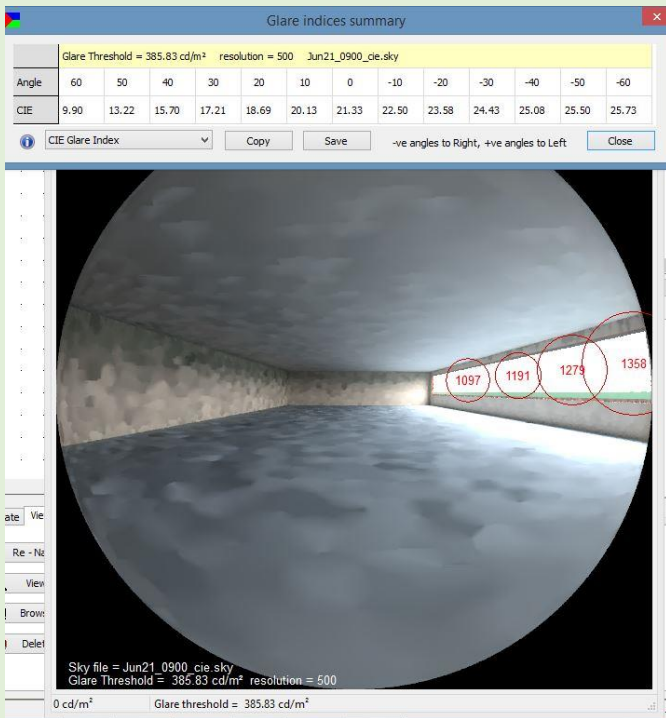 Glare indices summary
Glare Threshold = 385.83 cd/m² resolution = 500 Jun21_0900_cie.sky
Angle 60 50 40 30 20 10 0 -10 -20 -30 -40 -50 -60
CIE 9.90 13.22 15.70 17.21 18.69 20.13 21.33 22.50 23.58 24.43 25.08 25.50 25.73
CIE Glare Index Copy Save -ve angles to Right, +ve angles to Left Close
1097 1191 1279 1358
Vie
Re - Na
View
Brows
Delet
Sky file = Jun21_0900_cie.sky
Glare Threshold = 385.83 cd/m² resolution = 500
0 cd/m² Glare threshold = 385.83 cd/m²